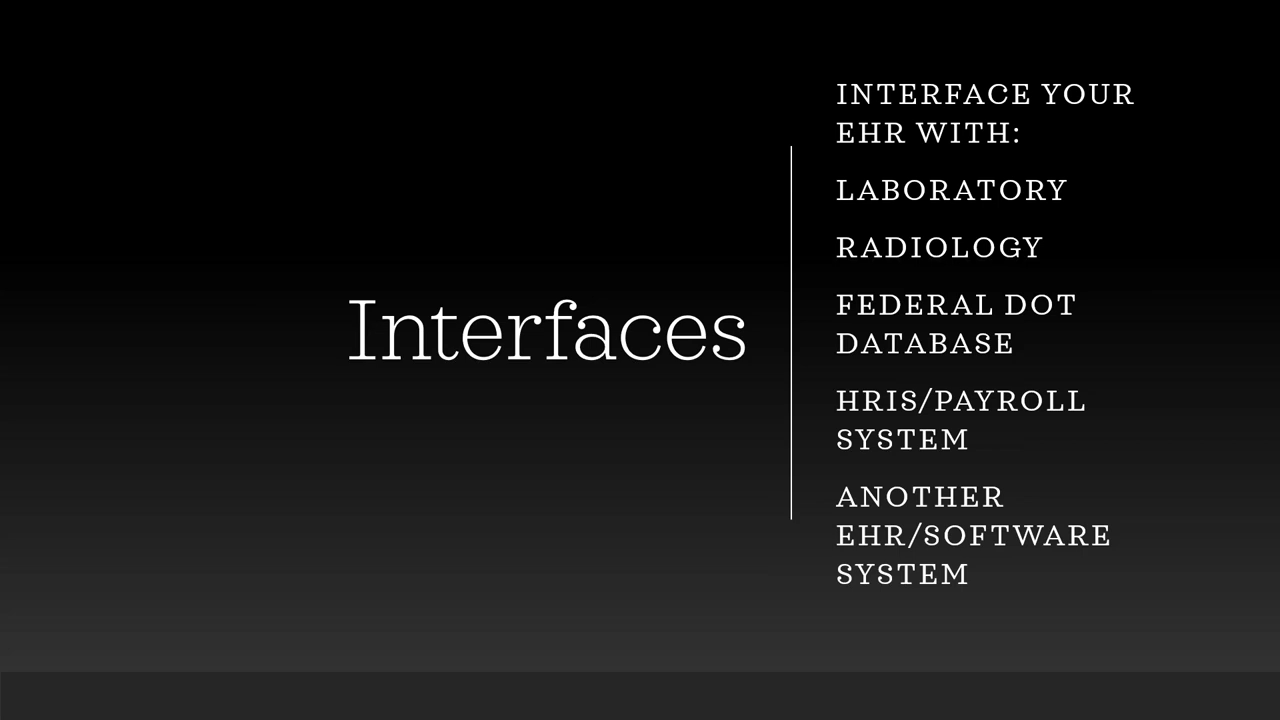 Interfaces
INTERFACE YOUR
EHR WITH:
LABORATORY
RADIOLOGY
FEDERAL DOT
DATABASE
HRIS/PAYROLL
SYSTEM
ANOTHER
EHR/SOFTWARE
SYSTEM